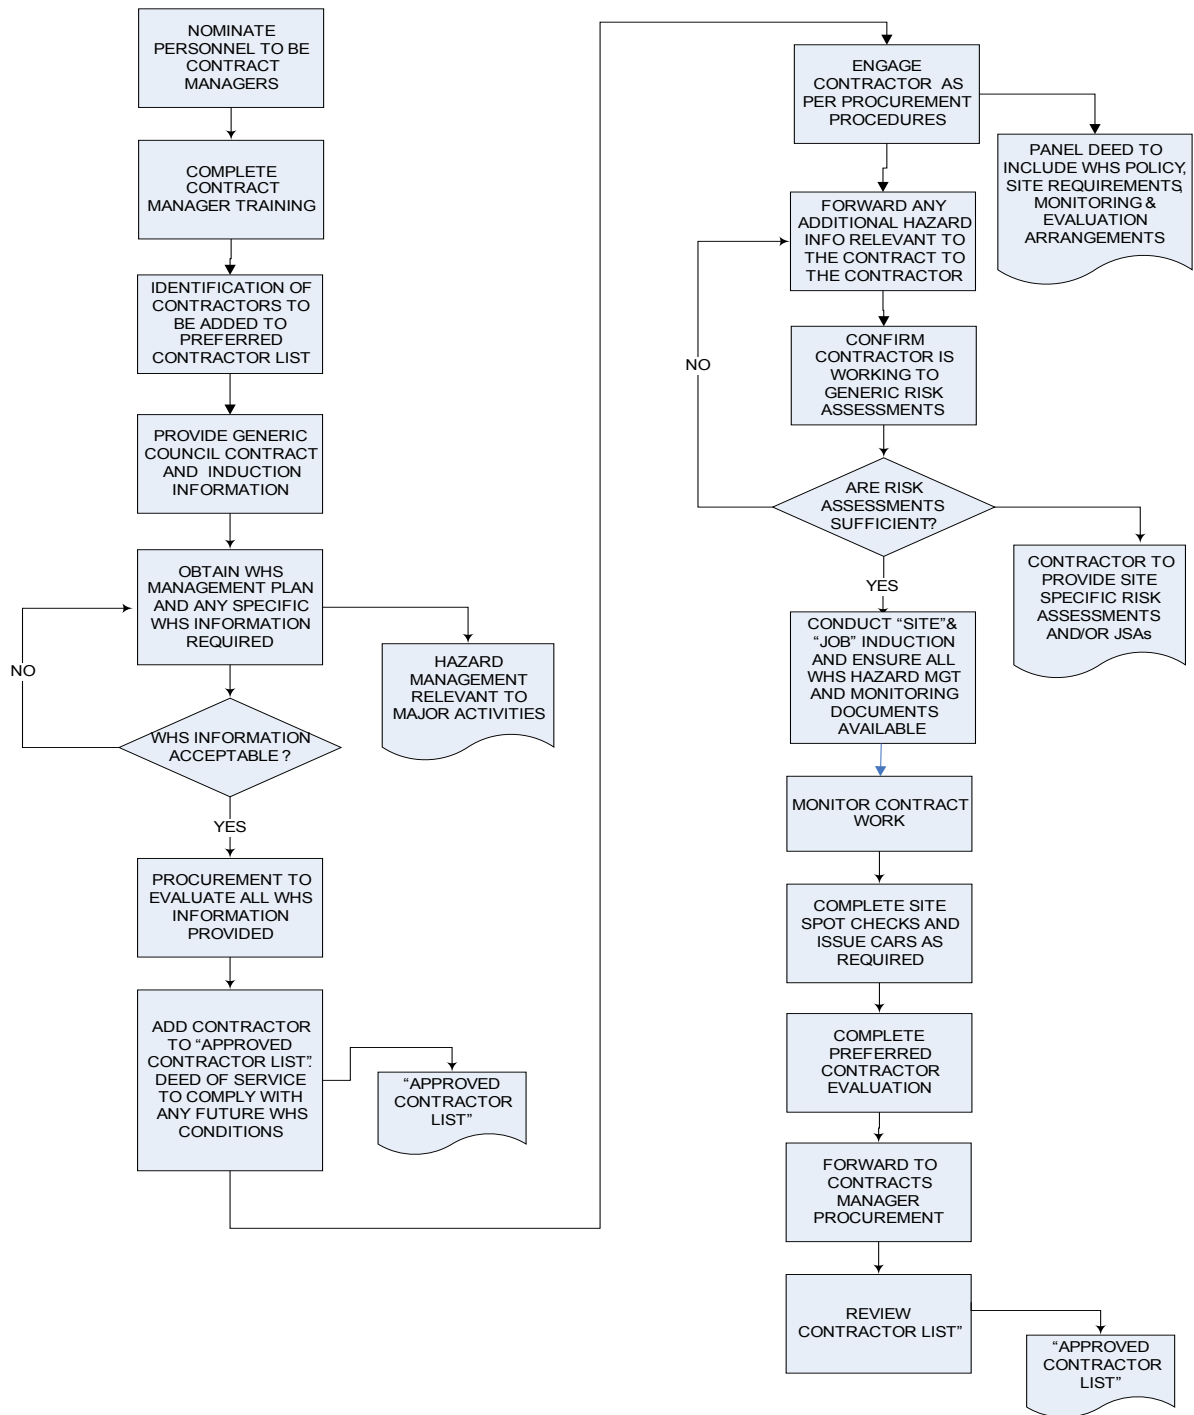 NOMINATE
PERSONNEL TO BE
CONTRACT
MANAGERS
COMPLETE
CONTRACT
MANAGER TRAINING
IDENTIFICATION OF
CONTRACTORS TO
BE ADDED TO
PREFERRED
CONTRACTOR LIST
PROVIDE GENERIC
COUNCIL CONTRACT
AND INDUCTION
INFORMATION
OBTAIN WHS
MANAGEMENT PLAN
AND ANY SPECIFIC
WHS INFORMATION
REQUIRED
HAZARD
MANAGEMENT
RELEVANT TO
MAJOR ACTIVITIES
NO
WHS INFORMATION
ACCEPTABLE ?
YES
PROCUREMENT TO
EVALUATE ALL WHS
INFORMATION
PROVIDED
ADD CONTRACTOR
TO “APPROVED
CONTRACTOR LIST”.
DEED OF SERVICE
TO COMPLY WITH
ANY FUTURE WHS
CONDITIONS
“APPROVED
CONTRACTOR
LIST”
ENGAGE
CONTRACTOR AS
PER PROCUREMENT
PROCEDURES
PANEL DEED TO
INCLUDE WHS POLICY,
SITE REQUIREMENTS,
MONITORING &
EVALUATION
ARRANGEMENTS
FORWARD ANY
ADDITIONAL HAZARD
INFO RELEVANT TO
THE CONTRACT TO
THE CONTRACTOR
CONFIRM
CONTRACTOR IS
WORKING TO
GENERIC RISK
ASSESSMENTS
NO
ARE RISK
ASSESSMENTS
SUFFICIENT?
CONTRACTOR TO
PROVIDE SITE
SPECIFIC RISK
ASSESSMENTS
AND/OR JSAs
YES
CONDUCT “SITE”&
“JOB” INDUCTION
AND ENSURE ALL
WHS HAZARD MGT
AND MONITORING
DOCUMENTS
AVAILABLE
MONITOR CONTRACT
WORK
COMPLETE SITE
SPOT CHECKS AND
ISSUE CARS AS
REQUIRED
COMPLETE
PREFERRED
CONTRACTOR
EVALUATION
FORWARD TO
CONTRACTS
MANAGER
PROCUREMENT
REVIEW
CONTRACTOR LIST”
“APPROVED
CONTRACTOR
LIST”